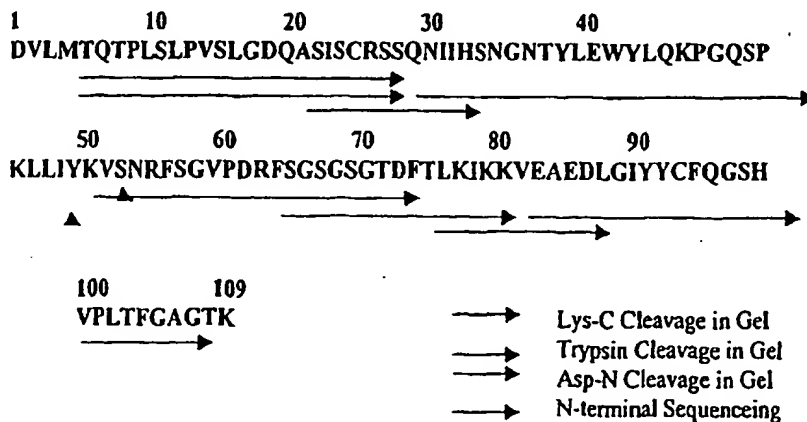 1 10 20 30 40
DVLMTQTPLSLPVSLGDQASISCRSSQNIIHSNGNTYLEWYLQKPGQSP
50 60 70 80 90
KLLIYKVSNRFSGVPDRFSGSGSGTDFTLKIKKVEAEDLGIYYCFQGSH
100 109
VPLTFGAGTK
Lys-C Cleavage in Gel
Trypsin Cleavage in Gel
Asp-N Cleavage in Gel
N-terminal Sequenceing